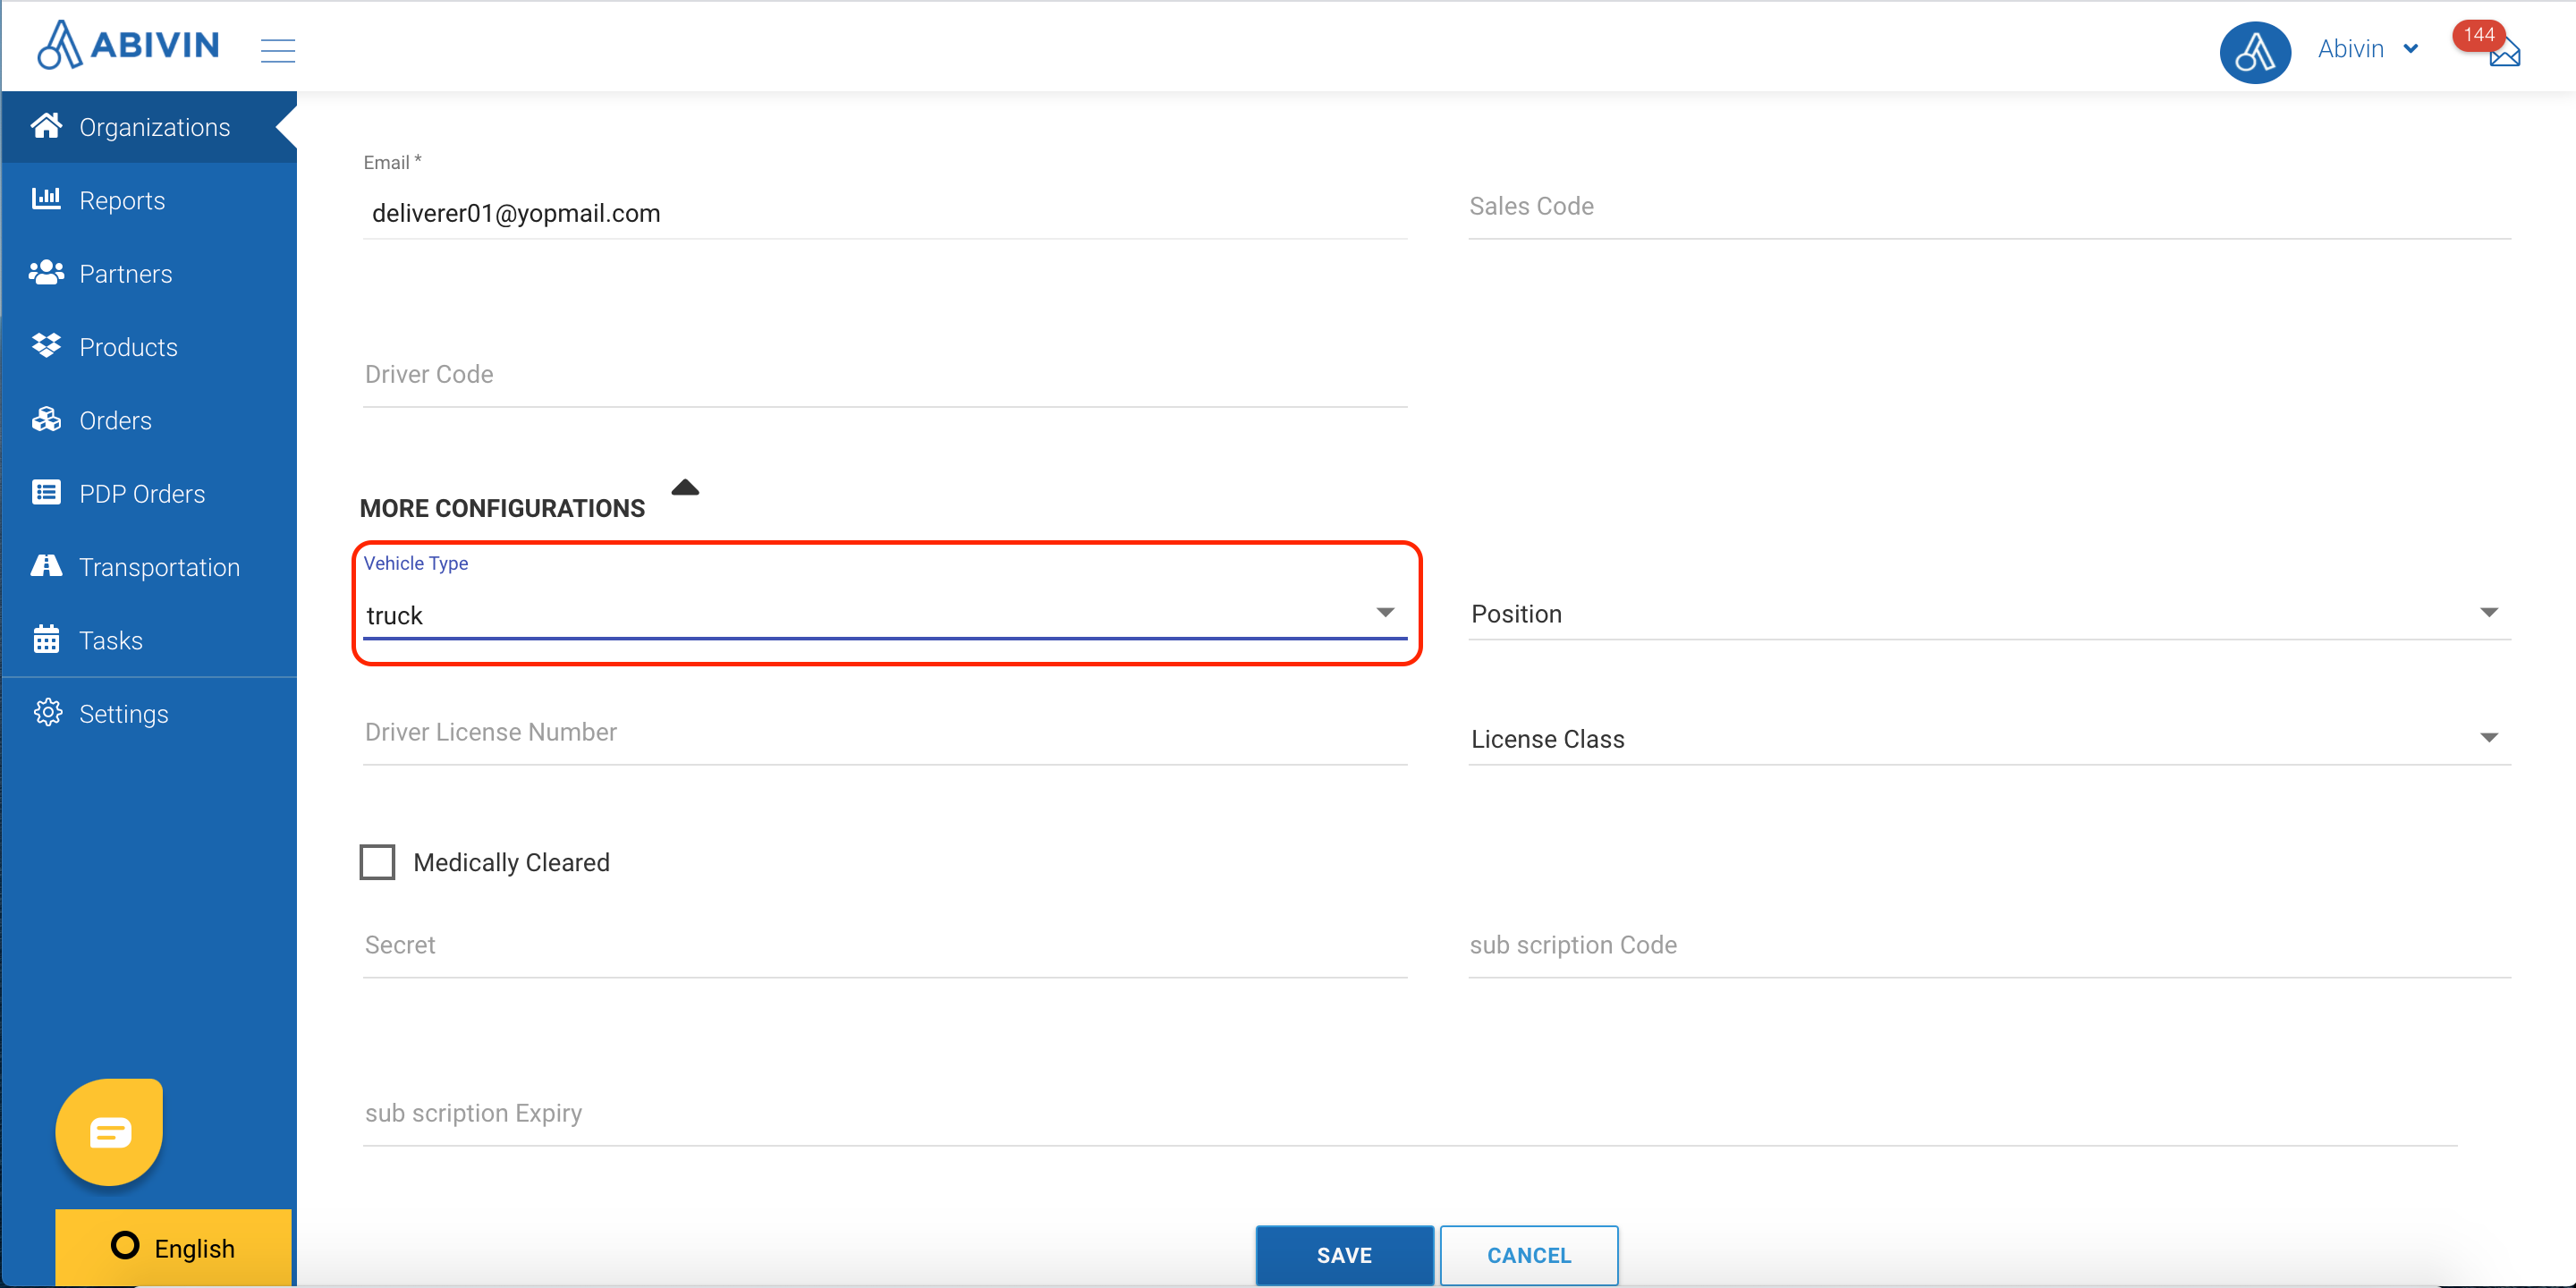 ABIVIN
Abivin
144
Organizations
Reports
Partners
Products
Orders
PDP Orders
Transportation
Tasks
Settings
English
Email *
deliverer01@yopmail.com
Sales Code
Driver Code
MORE CONFIGURATIONS
Vehicle Type
truck
Position
Driver License Number
License Class
Medically Cleared
Secret
sub scription Code
sub scription Expiry
SAVE
CANCEL